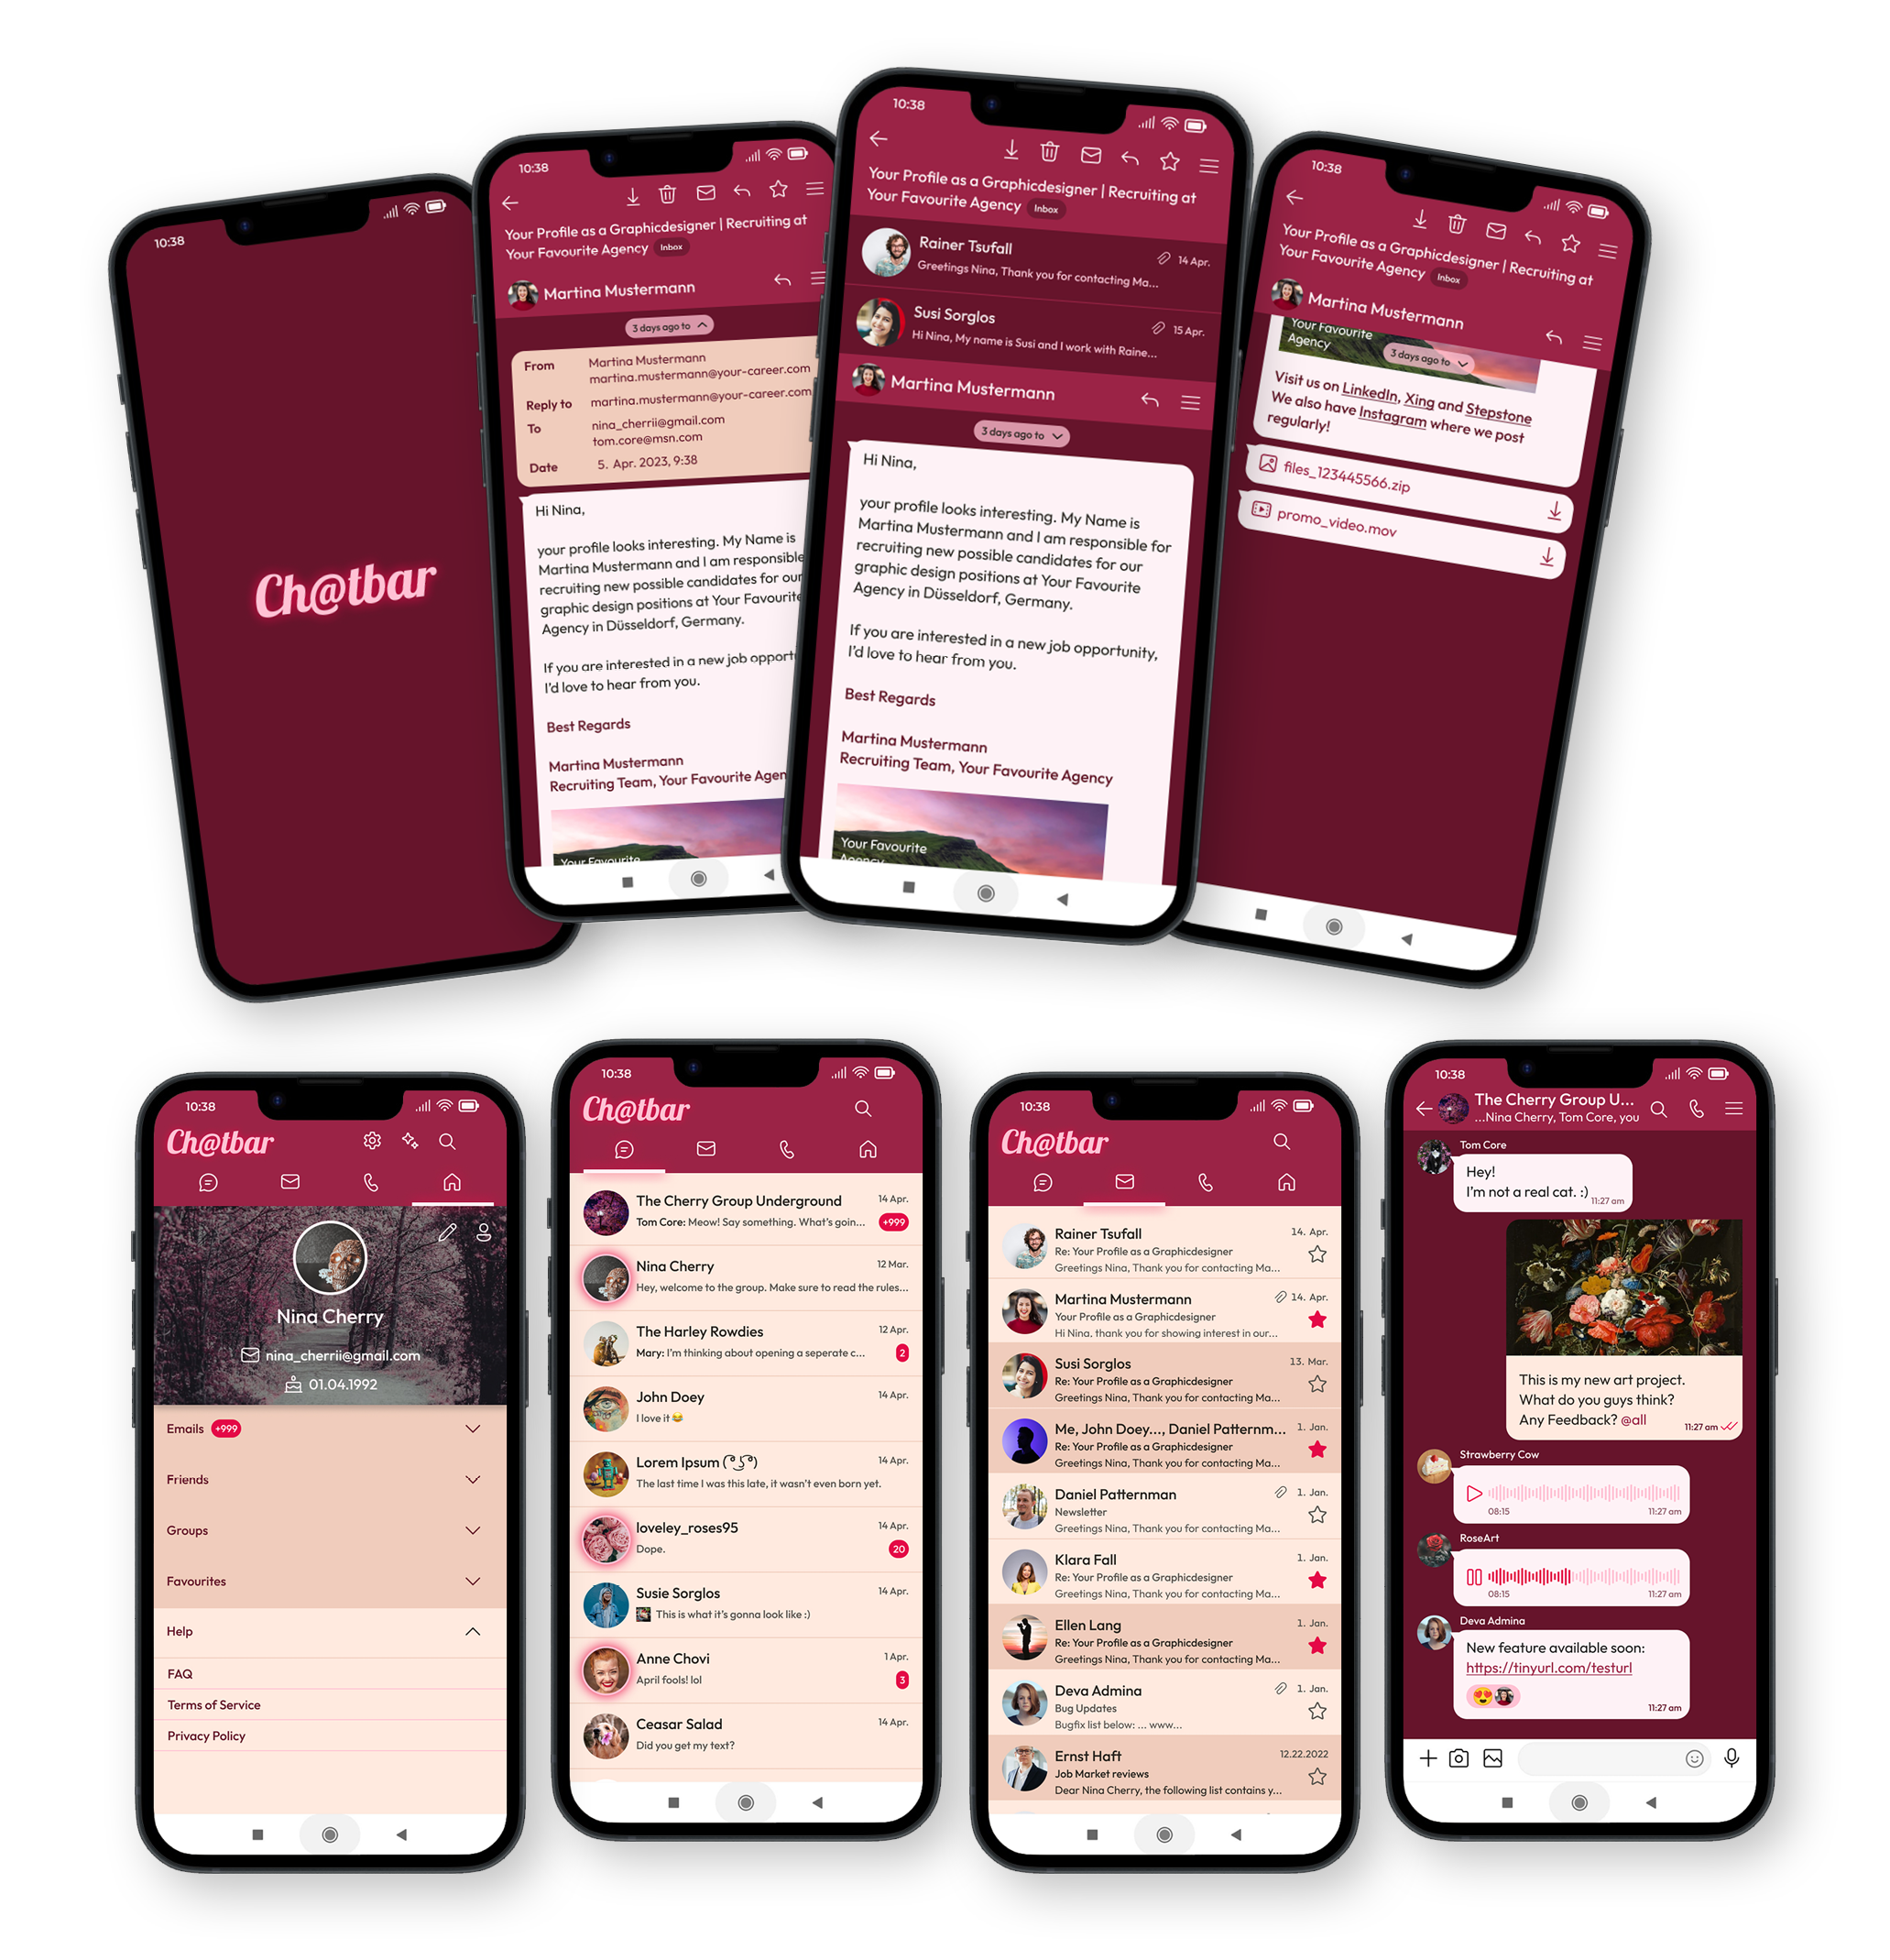 10:38
Ch@tbar
10:38
Your Profile as a Graphicdesigner | Recruiting at
Your Favourite Agency Inbox
Martina Mustermann
3 days ago to
From Martina Mustermann
martina.mustermann@your-career.com
Reply to martina.mustermann@your-career.com
To nina_cherrii@gmail.com
tom.core@msn.com
Date 5. Apr. 2023, 9:38
Hi Nina,
your profile looks interesting. My Name is
Martina Mustermann and I am responsible
recruiting new possible candidates for our
graphic design positions at Your Favourite
Agency in Düsseldorf, Germany.
If you are interested in a new job opport
I'd love to hear from you.
Best Regards
Martina Mustermann
Recruiting Team, Your Favourite Agen
Your Favourite
10:38
Your Profile as a Graphicdesigner | Recruiting at
Your Favourite Agency Inbox
Rainer Tsufall 14 Apr.
Greetings Nina, Thank you for contacting Ma...
Susi Sorglos 15 Apr.
Hi Nina, My name is Susi and I work with Raine...
Martina Mustermann
3 days ago to
Hi Nina,
your profile looks interesting. My Name is
Martina Mustermann and I am responsible for
recruiting new possible candidates for our
graphic design positions at Your Favourite
Agency in Düsseldorf, Germany.
If you are interested in a new job opportunity,
I'd love to hear from you.
Best Regards
Martina Mustermann
Recruiting Team, Your Favourite Agency
Your Favourite
Agency
10:38
Your Profile as a Graphicdesigner | Recruiting at
Your Favourite Agency Inbox
Martina Mustermann
Your Favourite
Agency
3 days ago to
Visit us on LinkedIn, Xing and Stepstone
We also have Instagram where we post
regularly!
files_123445566.zip
promo_video.mov
10:38
Ch@tbar
Nina Cherry
nina_cherrii@gmail.com
01.04.1992
Emails +999
Friends
Groups
Favourites
Help
FAQ
Terms of Service
Privacy Policy
10:38
Ch@tbar
The Cherry Group Underground 14 Apr.
Tom Core: Meow! Say something. What's goin... +999
Nina Cherry 12 Mar.
Hey, welcome to the group. Make sure to read the rules...
The Harley Rowdies 12 Apr.
Mary: I'm thinking about opening a seperate c... 2
John Doey 14 Apr.
I love it 😂
Lorem Ipsum ( ͡° ͜ʖ ͡°) 14 Apr.
The last time I was this late, it wasn't even born yet.
loveley_roses95 14 Apr.
Dope. 20
Susie Sorglos 14 Apr.
This is what it's gonna look like :)
Anne Chovi 1 Apr.
April fools! lol 3
Ceasar Salad 14 Apr.
Did you get my text?
10:38
Ch@tbar
Rainer Tsufall 14. Apr.
Re: Your Profile as a Graphicdesigner
Greetings Nina, Thank you for contacting Ma...
Martina Mustermann 14. Apr.
Your Profile as a Graphicdesigner
Hi Nina, thank you for showing interest in our...
Susi Sorglos 13. Mar.
Re: Your Profile as a Graphicdesigner
Greetings Nina, Thank you for contacting Ma...
Me, John Doey..., Daniel Patternm... 1. Jan.
Re: Your Profile as a Graphicdesigner
Greetings Nina, Thank you for contacting Ma...
Daniel Patternman 1. Jan.
Newsletter
Greetings Nina, Thank you for contacting Ma...
Klara Fall 1. Jan.
Re: Your Profile as a Graphicdesigner
Greetings Nina, Thank you for contacting Ma...
Ellen Lang 1. Jan.
Re: Your Profile as a Graphicdesigner
Greetings Nina, Thank you for contacting Ma...
Deva Admina 1. Jan.
Bug Updates
Bugfix list below: ... www...
Ernst Haft 12.22.2022
Job Market reviews
Dear Nina Cherry, the following list contains y...
10:38
The Cherry Group U...
...Nina Cherry, Tom Core, you
Tom Core
Hey!
I'm not a real cat. :) 11:27 am
This is my new art project.
What do you guys think?
Any Feedback? @all 11:27 am
Strawberry Cow
08:15 11:27 am
RoseArt
08:15 11:27 am
Deva Admina
New feature available soon:
https://tinyurl.com/testurl
😍
11:27 am